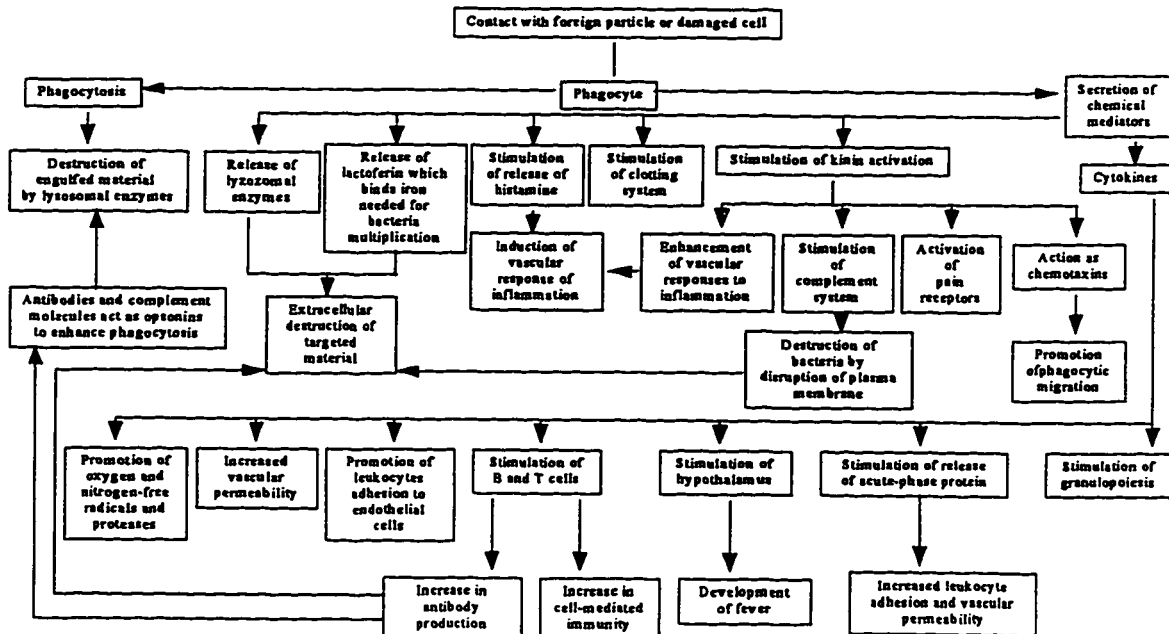 Contact with foreign particle or damaged cell
Phagocytosis
Phagocyte
Secretion of
chemical
mediators
Destruction of
engulfed material
by lysosomal enzymes
Release of
lyzozomal
enzymes
Release of
lactoferin which
binds iron
needed for
bacteria
multiplication
Stimulation
of release of
histamine
Stimulation
of clotting
system
Stimulation of kinin activation
Cytokines
Induction of
vascular
response of
inflammation
Enhancement
of vascular
responses to
inflammation
Stimulation
of
complement
system
Activation
of
pain
receptors
Action as
chemotaxins
Antibodies and complement
molecules act as opsonins
to enhance phagocytosis
Extracellular
destruction of
targeted
material
Destruction of
bacteris by
disruption of plasma
membrane
Promotion
ofphagocytic
migration
Promotion of
oxygen and
nitrogen-free
radicals and
proteases
Increased
vascular
permeability
Promotion of
leukocytes
adhesion to
endothelial
cells
Stimulation of
B and T cells
Stimulation of
hypothalamus
Stimulation of release
of acute-phase protein
Stimulation of
granulopoiesis
Increase in
antibody
production
Increase in
cell-mediated
immunity
Development
of fever
Increased leukocyte
adhesion and vascular
permeability